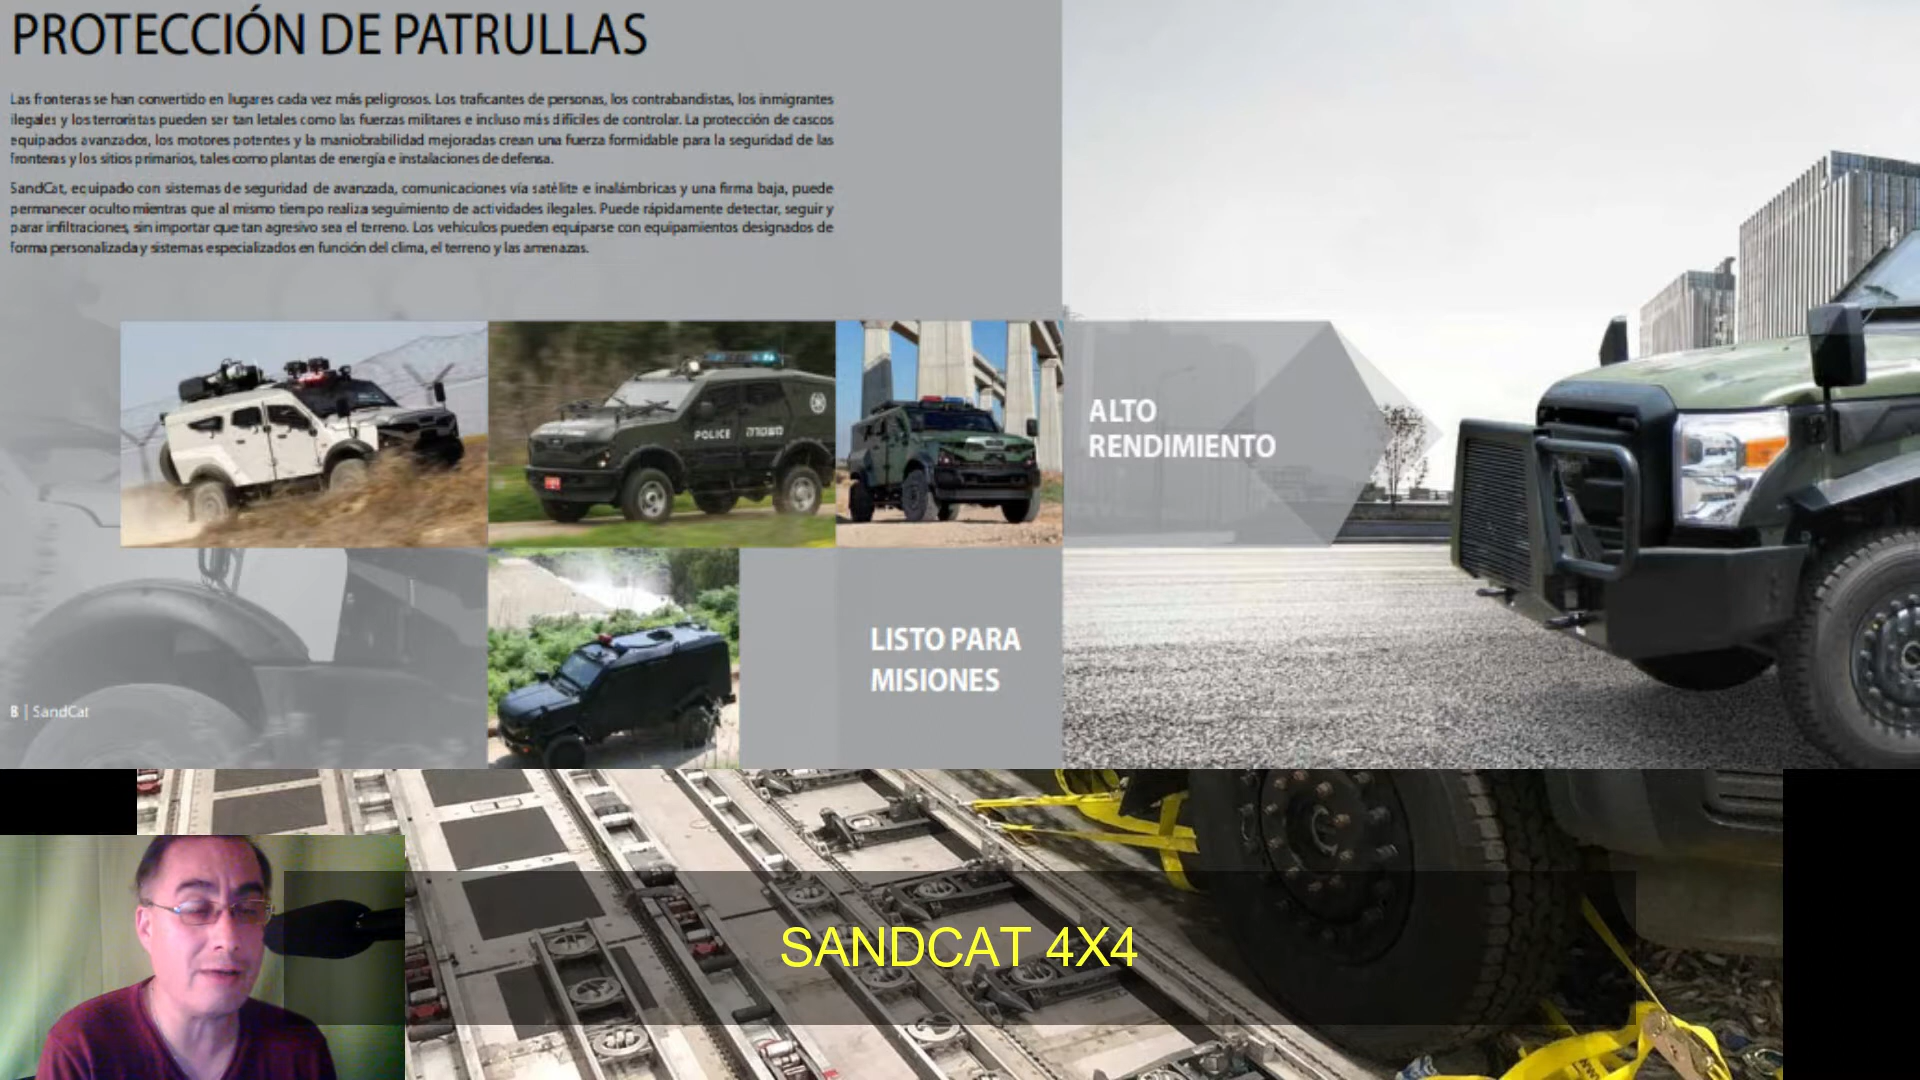 PROTECCIÓN DE PATRULLAS
Las fronteras se han convertido en lugares cada vez más peligrosos. Los traficantes de personas, los contrabandistas, los inmigrantes
ilegales y los terroristas pueden ser tan letales como las fuerzas militares e incluso más difíciles de controlar. La protección de cascos
equipados avanzados, los motores potentes y la maniobrabilidad mejoradas crean una fuerza formidable para la seguridad de las
fronteras y los sitios primarios, tales como plantas de energía e instalaciones de defensa.
SandCat, equipado con sistemas de seguridad de avanzada, comunicaciones vía satélite e inalámbricas y una firma baja, puede
permanecer oculto mientras que al mismo tiempo realiza seguimiento de actividades ilegales. Puede rápidamente detectar, seguir y
parar infiltraciones, sin importar que tan agresivo sea el terreno. Los vehículos pueden equiparse con equipamientos designados de
forma personalizada y sistemas especializados en función del clima, el terreno y las amenazas.
POLICE משטרה
ALTO
RENDIMIENTO
LISTO PARA
MISIONES
8 | SandCat
SANDCAT 4X4